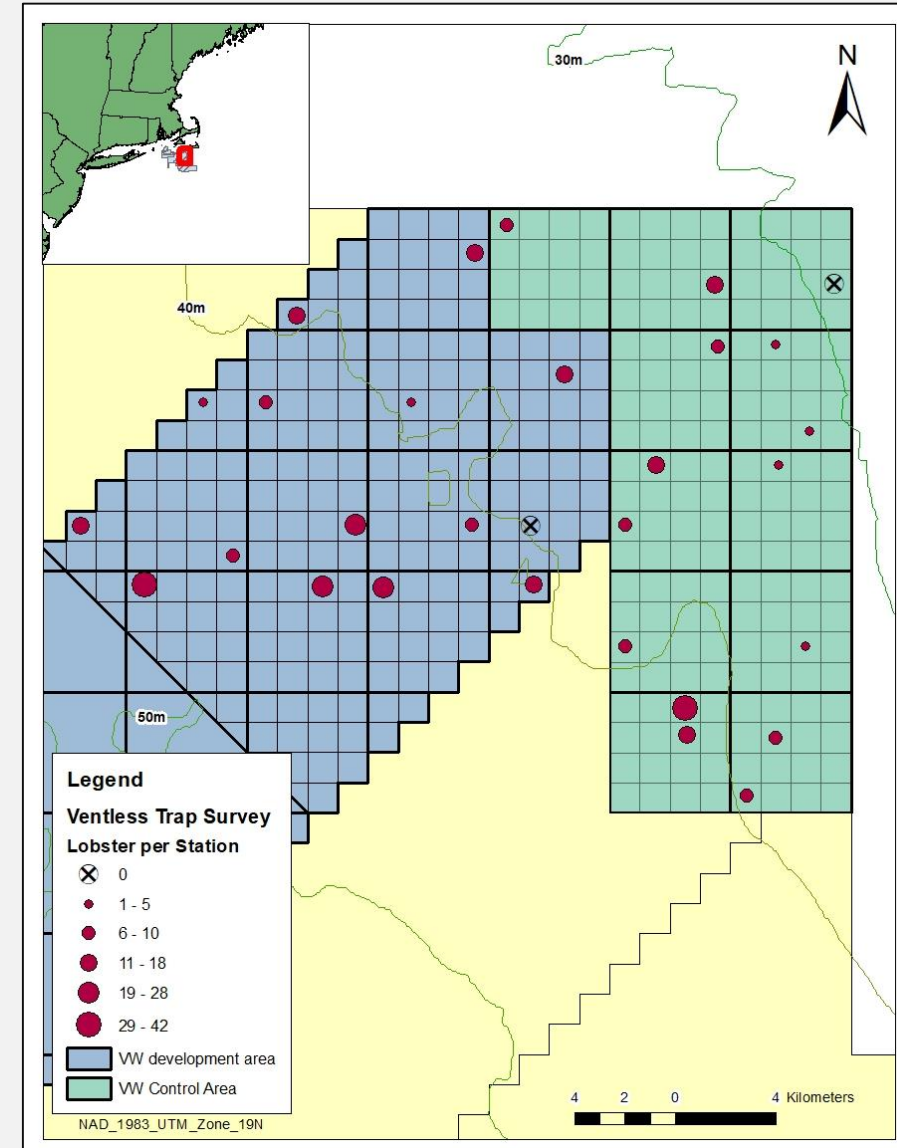 30m
N
40m
50m
Legend
Ventless Trap Survey
Lobster per Station
0
1 - 5
6 - 10
11 - 18
19 - 28
29 - 42
VW development area
VW Control Area
NAD_1983_UTM_Zone_19N
4 2 0 4 Kilometers